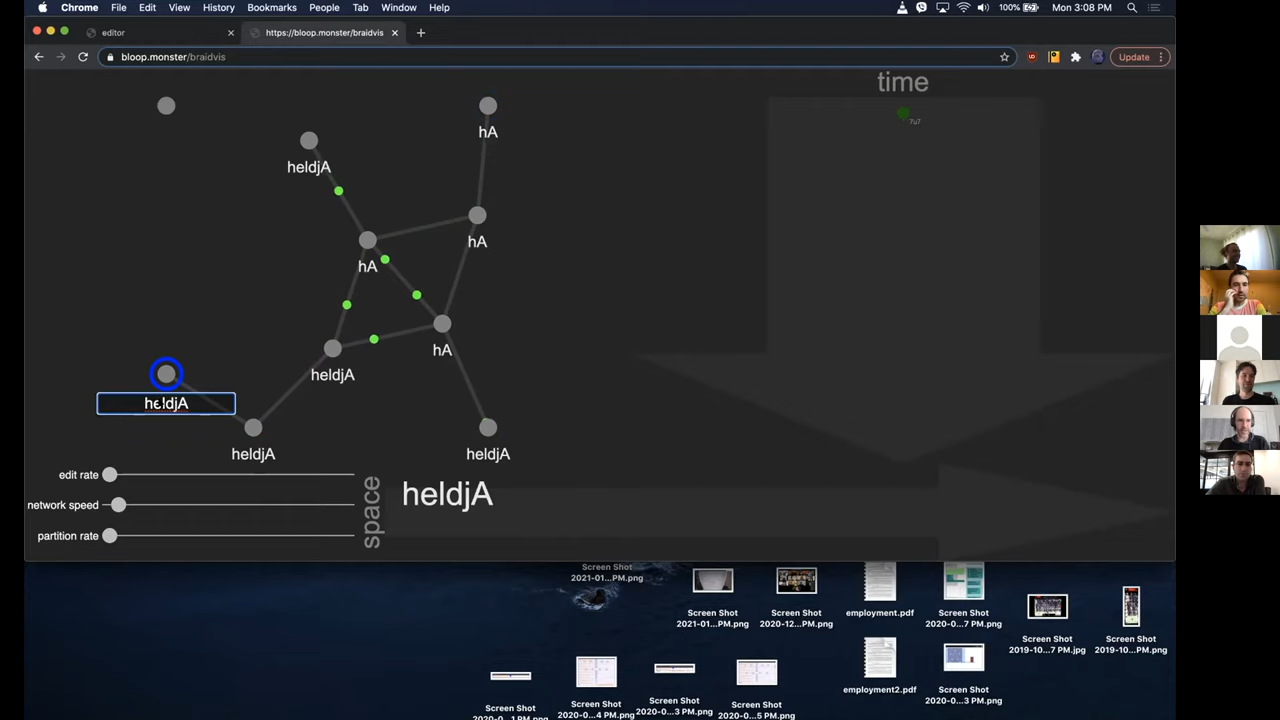 Chrome File Edit View History Bookmarks People Tab Window Help 100% Mon 3:08 PM
editor
https://bloop.monster/braidvis
bloop.monster/braidvis
Update
time
7u7
hA
heldjA
hA
hA
hA
heldjA
heldjA
heldjA
heldjA
edit rate
network speed
partition rate
space
heldjA
Screen Shot
2021-01...PM.png
Screen Shot
2021-01...PM.png
Screen Shot
2020-12...PM.png
employment.pdf
Screen Shot
2020-0...7 PM.png
Screen Shot
2019-10...7 PM.jpg
Screen Shot
2019-10...PM.png
Screen Shot
2020-0...1 PM.png
Screen Shot
2020-0...4 PM.png
Screen Shot
2020-0...3 PM.png
Screen Shot
2020-0...5 PM.png
employment2.pdf
Screen Shot
2020-0...3 PM.png